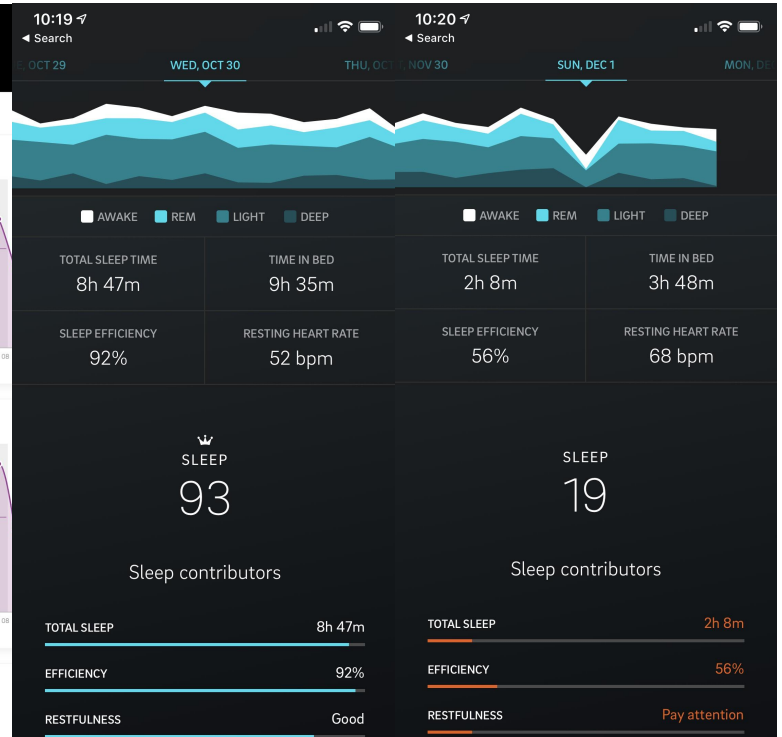 10:19
◄ Search
E, OCT 29
WED, OCT 30
THU, OC
AWAKE
REM
LIGHT
DEEP
TOTAL SLEEP TIME
8h 47m
TIME IN BED
9h 35m
SLEEP EFFICIENCY
92%
RESTING HEART RATE
52 bpm
SLEEP
93
Sleep contributors
TOTAL SLEEP
8h 47m
EFFICIENCY
92%
RESTFULNESS
Good
10:20
◄ Search
NOV 30
SUN, DEC 1
MON, DE
AWAKE
REM
LIGHT
DEEP
TOTAL SLEEP TIME
2h 8m
TIME IN BED
3h 48m
SLEEP EFFICIENCY
56%
RESTING HEART RATE
68 bpm
SLEEP
19
Sleep contributors
TOTAL SLEEP
2h 8m
EFFICIENCY
56%
RESTFULNESS
Pay attention
08
08